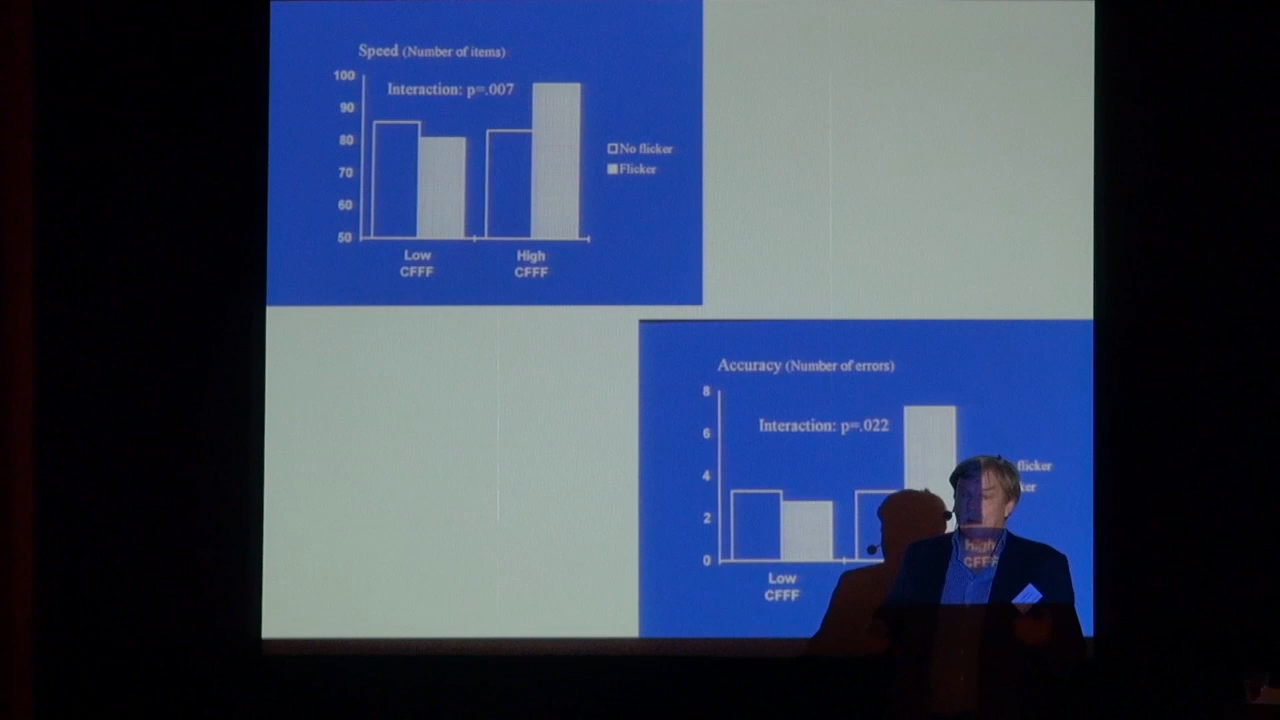 Speed (Number of items)
100
Interaction: p=.007
90
80
70
60
50
No flicker
Flicker
Low
CFFF
High
CFFF
Accuracy (Number of errors)
8
Interaction: p=.022
6
4
2
0
flicker
ker
Low
CFFF
High
CFFF